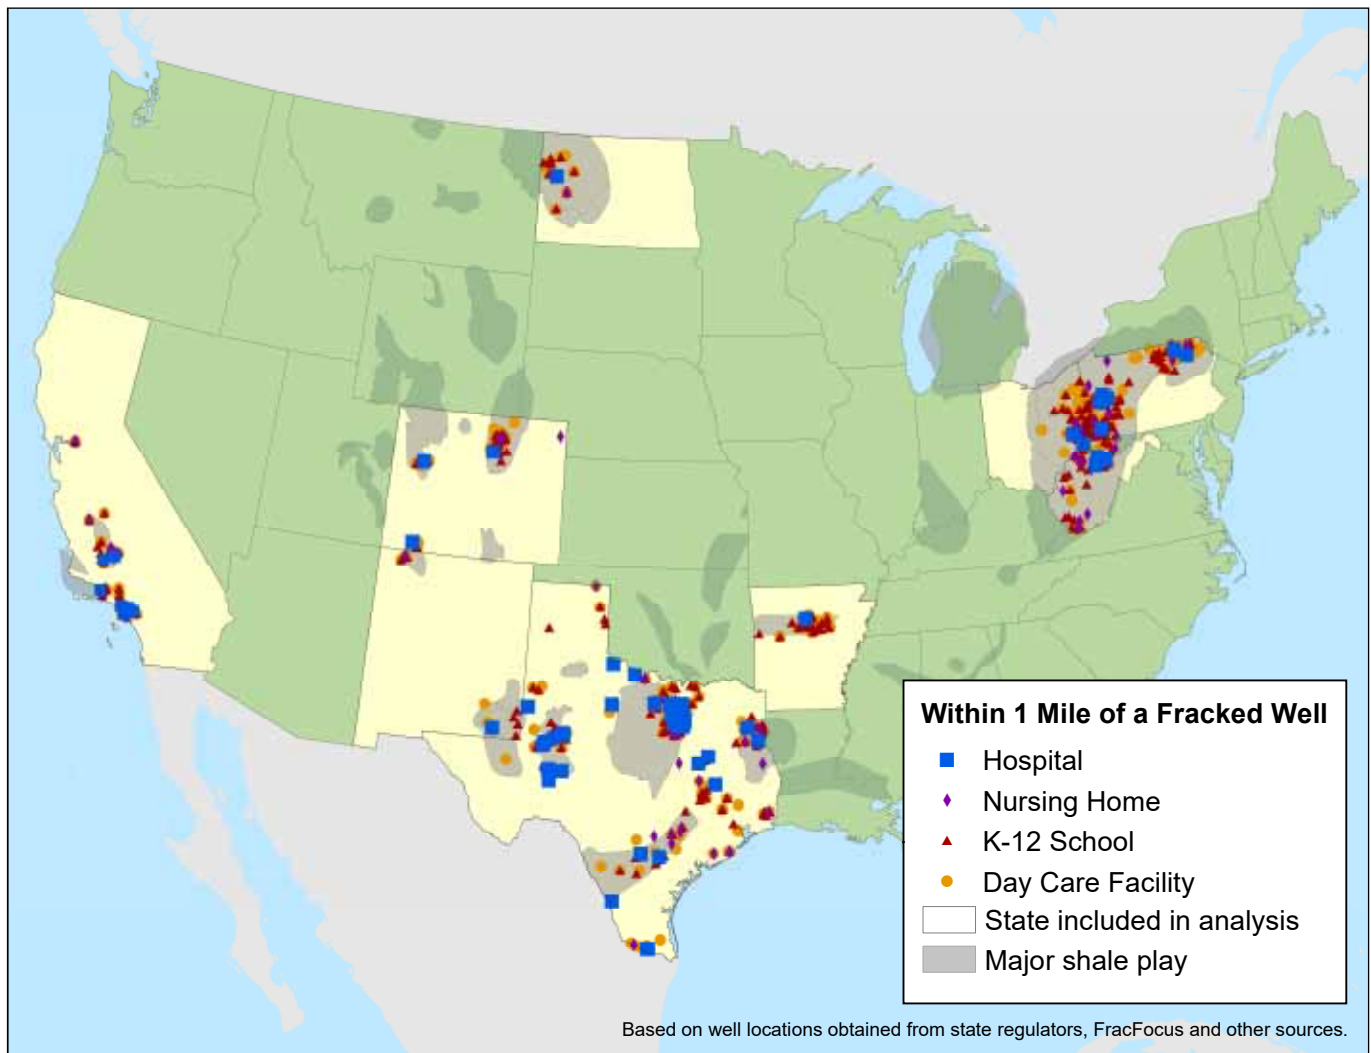 Within 1 Mile of a Fracked Well
Hospital
Nursing Home
K-12 School
Day Care Facility
State included in analysis
Major shale play
Based on well locations obtained from state regulators, FracFocus and other sources.